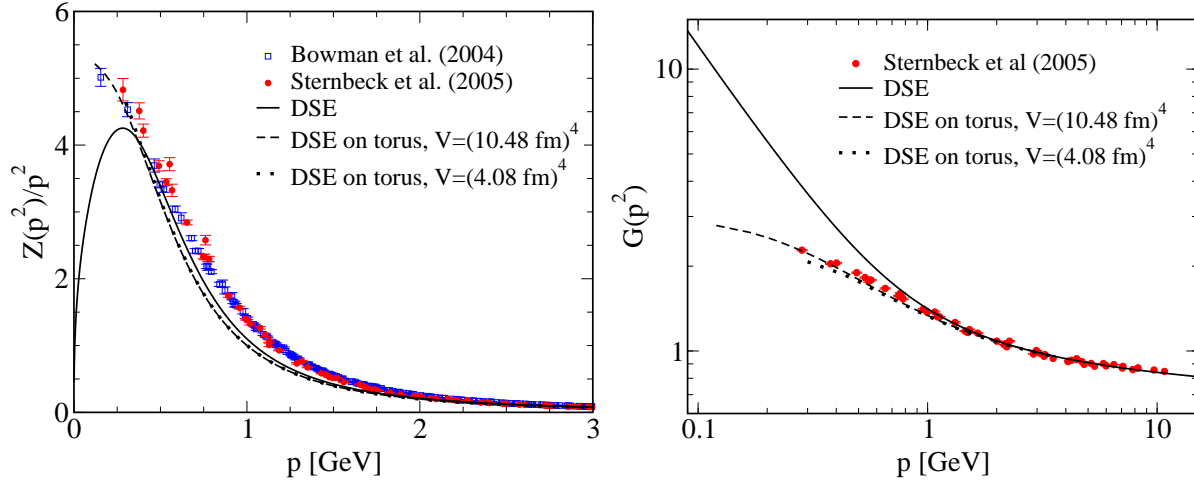 6
4
2
0
Z(p²)/p²
Bowman et al. (2004)
Sternbeck et al. (2005)
DSE
DSE on torus, V=(10.48 fm)⁴
DSE on torus, V=(4.08 fm)⁴
0 1 2 3
p [GeV]
10
1
G(p²)
Sternbeck et al (2005)
DSE
DSE on torus, V=(10.48 fm)⁴
DSE on torus, V=(4.08 fm)⁴
0.1 1 10
p [GeV]